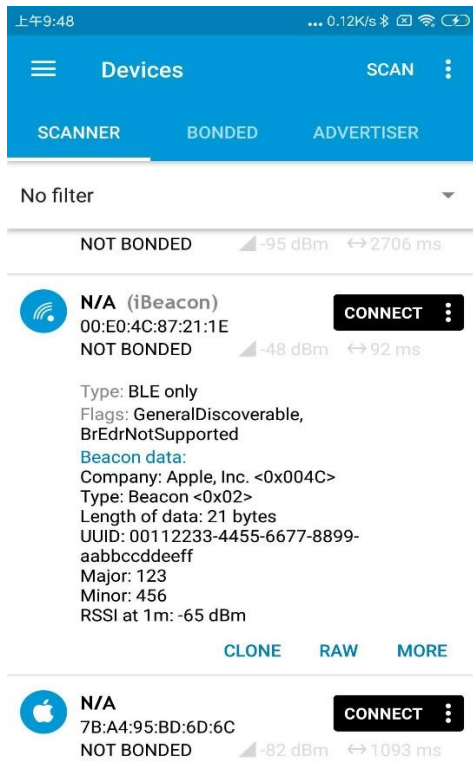 上午9:48
... 0.12K/s
Devices
SCAN
SCANNER
BONDED
ADVERTISER
No filter
NOT BONDED -95 dBm ↔2706 ms
N/A (iBeacon)
CONNECT
00:E0:4C:87:21:1E
NOT BONDED -48 dBm ↔92 ms
Type: BLE only
Flags: GeneralDiscoverable,
BrEdrNotSupported
Beacon data:
Company: Apple, Inc. <0x004C>
Type: Beacon <0x02>
Length of data: 21 bytes
UUID: 00112233-4455-6677-8899-
aabbccddeeff
Major: 123
Minor: 456
RSSI at 1m: -65 dBm
CLONE RAW MORE
N/A
CONNECT
7B:A4:95:BD:6D:6C
NOT BONDED -82 dBm ↔1093 ms